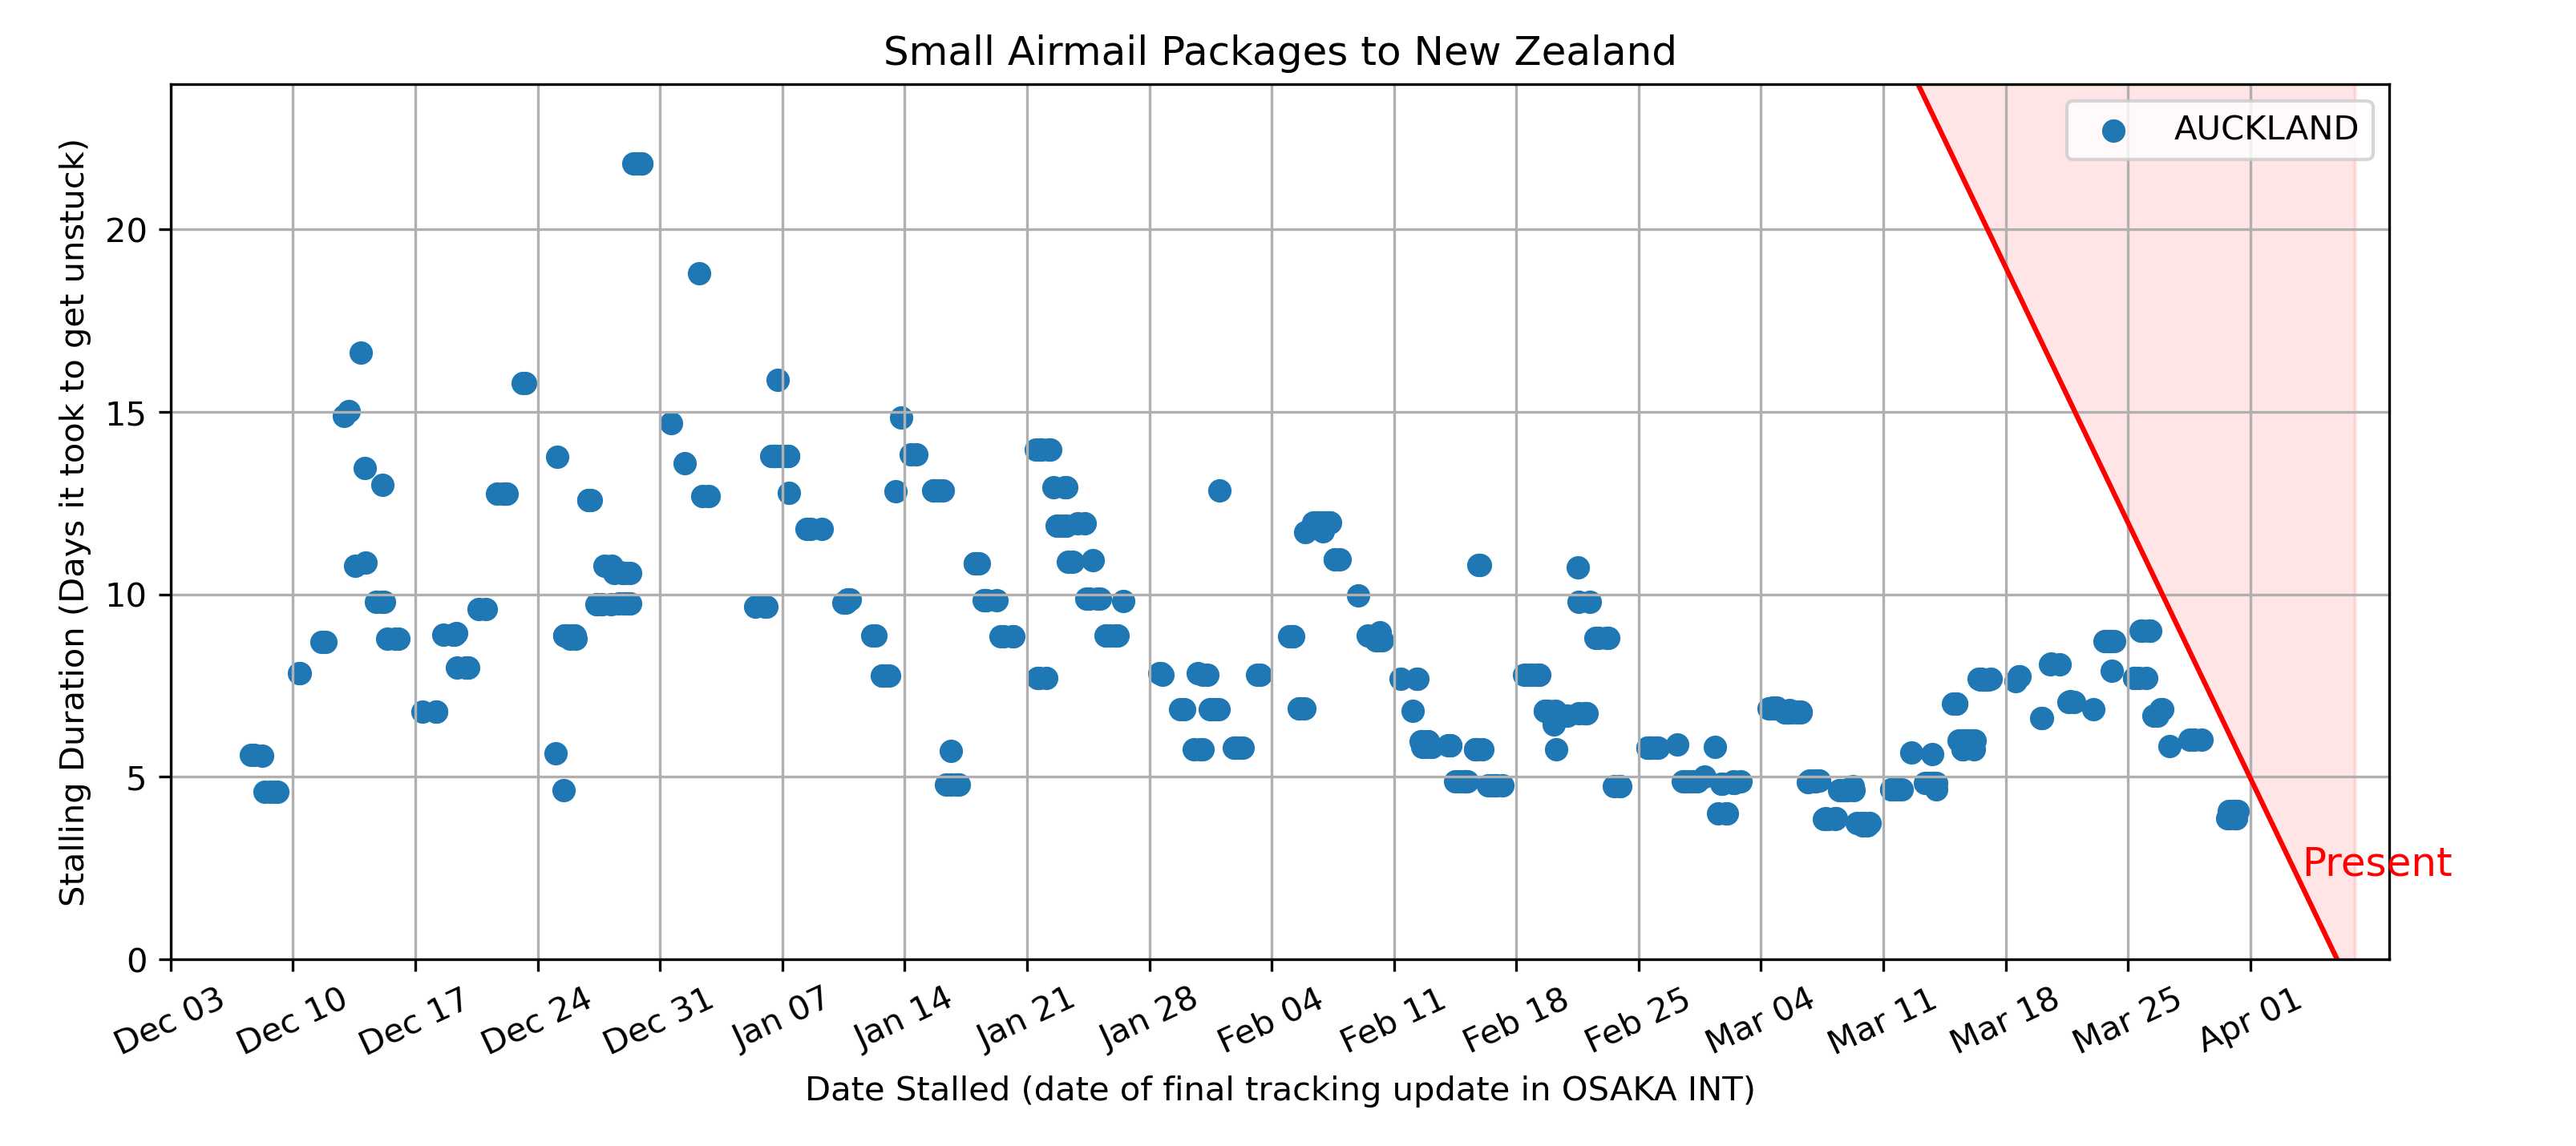 Small Airmail Packages to New Zealand
AUCKLAND
Stalling Duration (Days it took to get unstuck)
20
15
10
5
0
Present
Dec 03
Dec 10
Dec 17
Dec 24
Dec 31
Jan 07
Jan 14
Jan 21
Jan 28
Feb 04
Feb 11
Feb 18
Feb 25
Mar 04
Mar 11
Mar 18
Mar 25
Apr 01
Date Stalled (date of final tracking update in OSAKA INT)